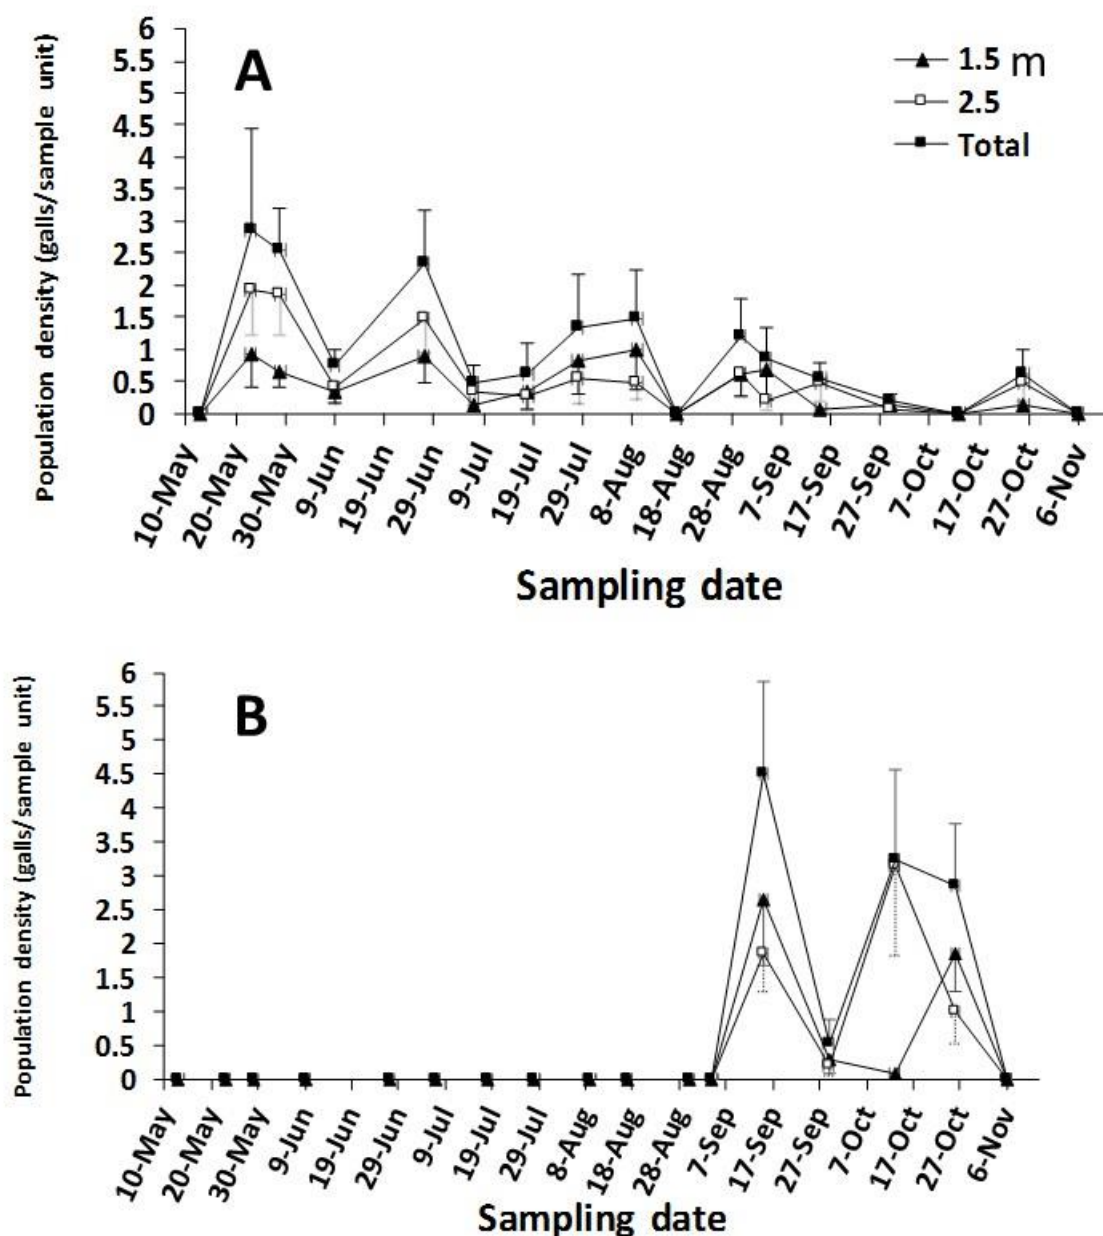 A
1.5 m
2.5
Total
Population density (galls/sample unit)
6
5.5
5
4.5
4
3.5
3
2.5
2
1.5
1
0.5
0
10-May
20-May
30-May
9-Jun
19-Jun
29-Jun
9-Jul
19-Jul
29-Jul
8-Aug
18-Aug
28-Aug
7-Sep
17-Sep
27-Sep
7-Oct
17-Oct
27-Oct
6-Nov
Sampling date
B
Population density (galls/sample unit)
6
5.5
5
4.5
4
3.5
3
2.5
2
1.5
1
0.5
0
10-May
20-May
30-May
9-Jun
19-Jun
29-Jun
9-Jul
19-Jul
29-Jul
8-Aug
18-Aug
28-Aug
7-Sep
17-Sep
27-Sep
7-Oct
17-Oct
27-Oct
6-Nov
Sampling date